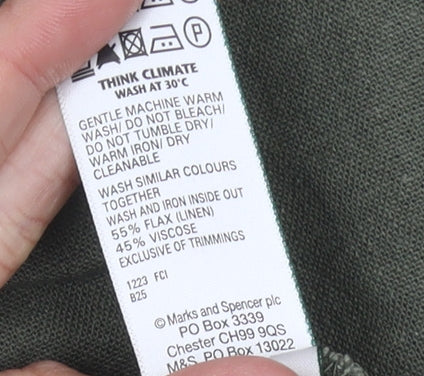 P
THINK CLIMATE
WASH AT 30°C
GENTLE MACHINE WARM
WASH/ DO NOT BLEACH/
DO NOT TUMBLE DRY/
WARM IRON/ DRY
CLEANABLE
WASH SIMILAR COLOURS
TOGETHER
WASH AND IRON INSIDE OUT
55% FLAX (LINEN)
45% VISCOSE
EXCLUSIVE OF TRIMMINGS
1223 FCI
B25
© Marks and Spencer plc
PO Box 3339
Chester CH99 9QS
M&S, PO Box 13022